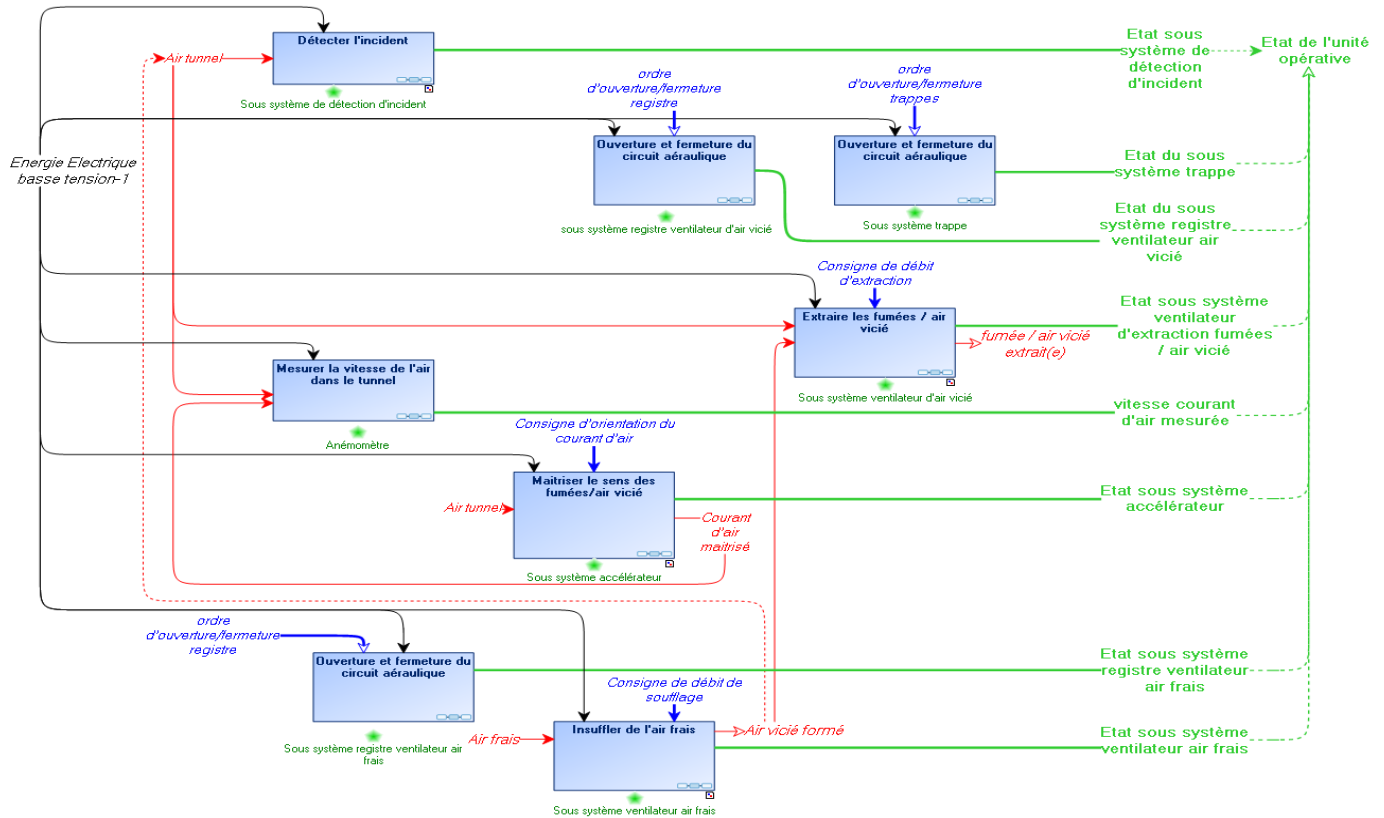 Détecter l'incident
Air tunnel
Sous système de détection d'incident
Etat sous
système de
détection
d'incident
Etat de l'unité
opérative
ordre
d'ouverture/fermeture
registre
ordre
d'ouverture/fermeture
trappes
Energie Electrique
basse tension-1
Ouverture et fermeture du
circuit aéraulique
sous système registre ventilateur d'air vicié
Ouverture et fermeture du
circuit aéraulique
Sous système trappe
Etat du sous
système trappe
Etat du sous
système registre
ventilateur air
vicié
Consigne de débit
d'extraction
Extraire les fumées / air
vicié
Sous système ventilateur d'air vicié
fumée / air vicié
extrait(e)
Etat sous système
ventilateur
d'extraction fumées
/ air vicié
Mesurer la vitesse de l'air
dans le tunnel
Anémomètre
vitesse courant
d'air mesurée
Consigne d'orientation du
courant d'air
Maitriser le sens des
fumées/air vicié
Air tunnel
Courant
d'air
maitrisé
Sous système accélérateur
Etat sous système
accélérateur
ordre
d'ouverture/fermeture
registre
Ouverture et fermeture du
circuit aéraulique
Sous système registre ventilateur air
frais
Etat sous système
registre ventilateur
air frais
Consigne de débit de
soufflage
Air frais
Insuffler de l'air frais
Air vicié formé
Sous système ventilateur air frais
Etat sous système
ventilateur air frais